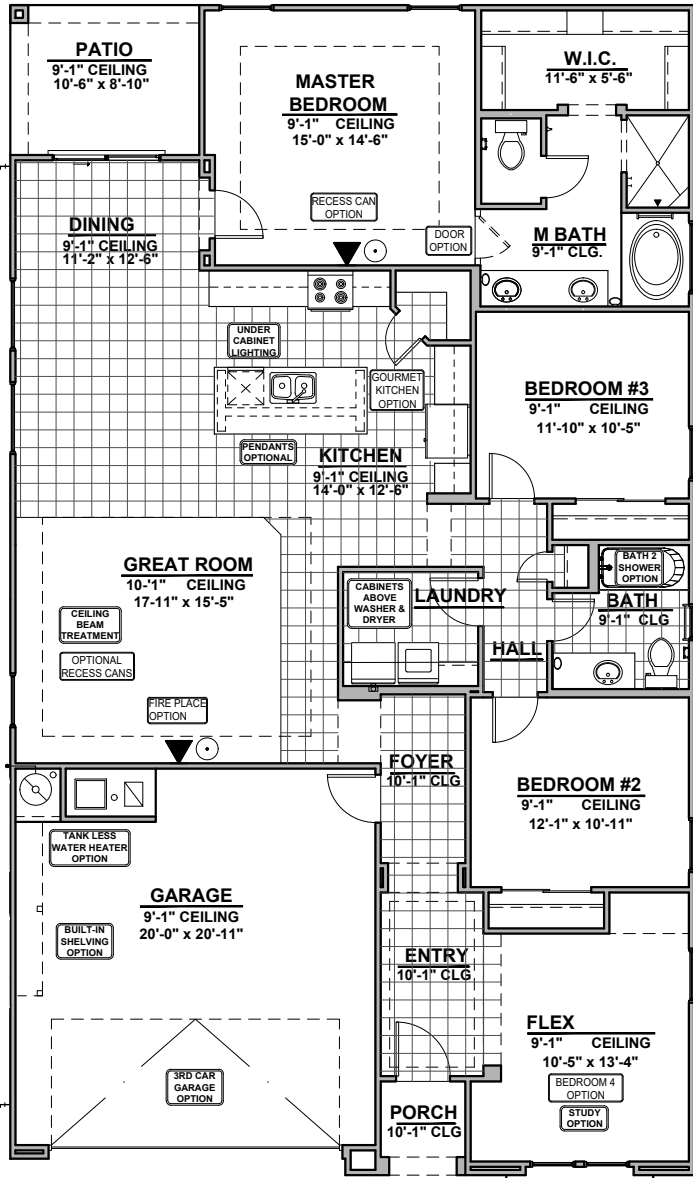 PATIO
9'-1" CEILING
10'-6" x 8'-10"
MASTER
BEDROOM
9'-1" CEILING
15'-0" x 14'-6"
RECESS CAN
OPTION
DOOR
OPTION
W.I.C.
11'-6" x 5'-6"
M BATH
9'-1" CLG.
DINING
9'-1" CEILING
11'-2" x 12'-6"
UNDER
CABINET
LIGHTING
GOURMET
KITCHEN
OPTION
PENDANTS
OPTIONAL
KITCHEN
9'-1" CEILING
14'-0" x 12'-6"
BEDROOM #3
9'-1" CEILING
11'-10" x 10'-5"
GREAT ROOM
10-'1" CEILING
17-11" x 15'-5"
CEILING
BEAM
TREATMENT
OPTIONAL
RECESS CANS
FIRE PLACE
OPTION
CABINETS
ABOVE
WASHER &
DRYER
LAUNDRY
HALL
BATH 2
SHOWER
OPTION
BATH
9'-1" CLG
FOYER
10'-1" CLG
BEDROOM #2
9'-1" CEILING
12'-1" x 10'-11"
TANK LESS
WATER HEATER
OPTION
GARAGE
9'-1" CEILING
20'-0" x 20'-11"
BUILT-IN
SHELVING
OPTION
3RD CAR
GARAGE
OPTION
ENTRY
10'-1" CLG
FLEX
9'-1" CEILING
10'-5" x 13'-4"
BEDROOM 4
OPTION
STUDY
OPTION
PORCH
10'-1" CLG